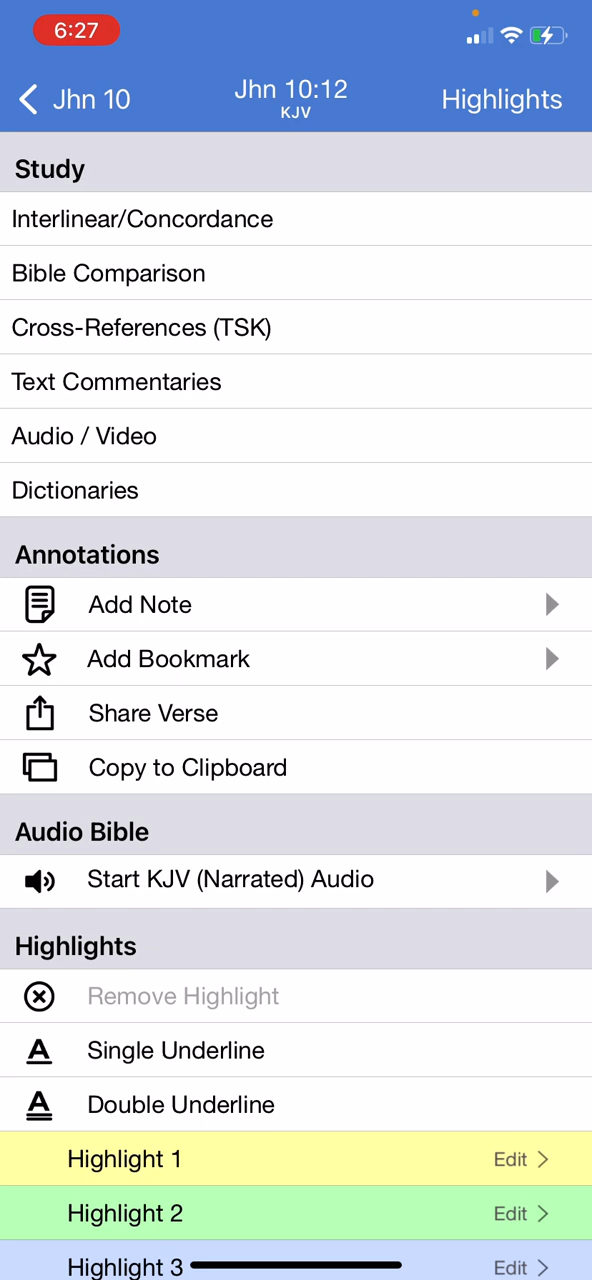 6:27
Jhn 10
Jhn 10:12
KJV
Highlights
Study
Interlinear/Concordance
Bible Comparison
Cross-References (TSK)
Text Commentaries
Audio / Video
Dictionaries
Annotations
Add Note
Add Bookmark
Share Verse
Copy to Clipboard
Audio Bible
Start KJV (Narrated) Audio
Highlights
Remove Highlight
A Single Underline
A Double Underline
Highlight 1 Edit
Highlight 2 Edit
Highlight 3 Edit